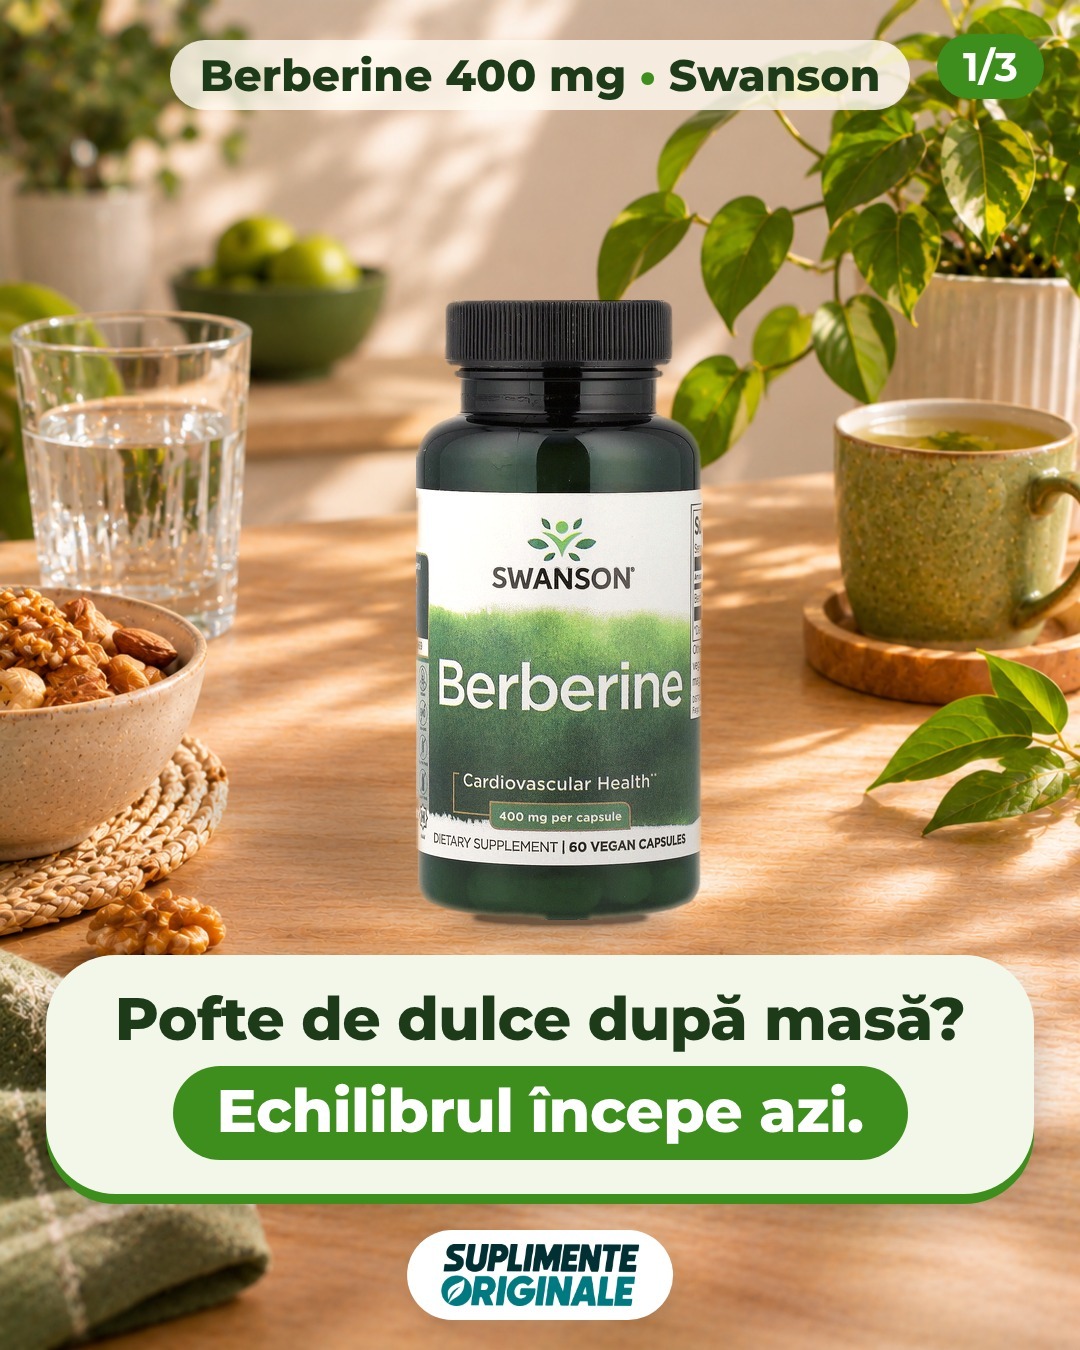 Berberine 400 mg • Swanson
1/3
SWANSON®
Berberine
Cardiovascular Health
400 mg per capsule
DIETARY SUPPLEMENT | 60 VEGAN CAPSULES
Pofte de dulce după masă?
Echilibrul începe azi.
SUPLIMENTE
ORIGINALE